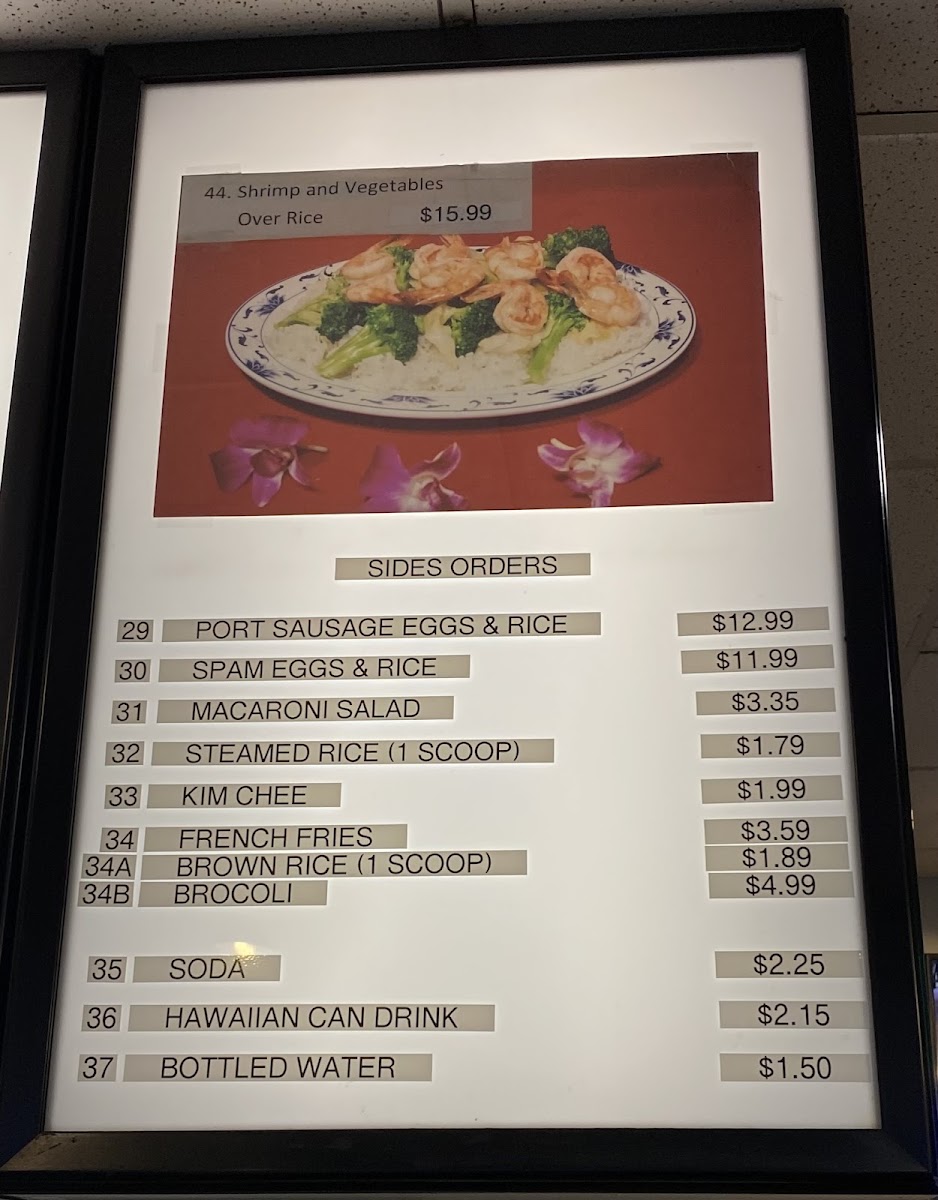 44. Shrimp and Vegetables
Over Rice $15.99
SIDES ORDERS
29 PORT SAUSAGE EGGS & RICE $12.99
30 SPAM EGGS & RICE $11.99
31 MACARONI SALAD $3.35
32 STEAMED RICE (1 SCOOP) $1.79
33 KIM CHEE $1.99
34 FRENCH FRIES $3.59
34A BROWN RICE (1 SCOOP) $1.89
34B BROCOLI $4.99
35 SODA $2.25
36 HAWAIIAN CAN DRINK $2.15
37 BOTTLED WATER $1.50